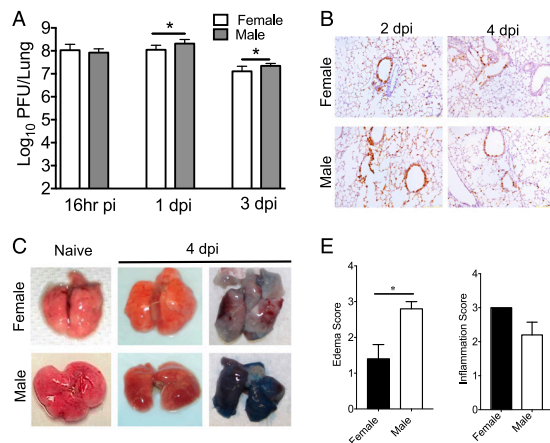 A
Log10 PFU/Lung
9
8
7
6
5
4
3
2
*
*
Female
Male
16hr pi
1 dpi
3 dpi
B
2 dpi
4 dpi
Female
Male
C
Naive
4 dpi
Female
Male
E
Edema Score
4
3
2
1
0
*
Female
Male
Inflammation Score
4
3
2
1
0
Female
Male